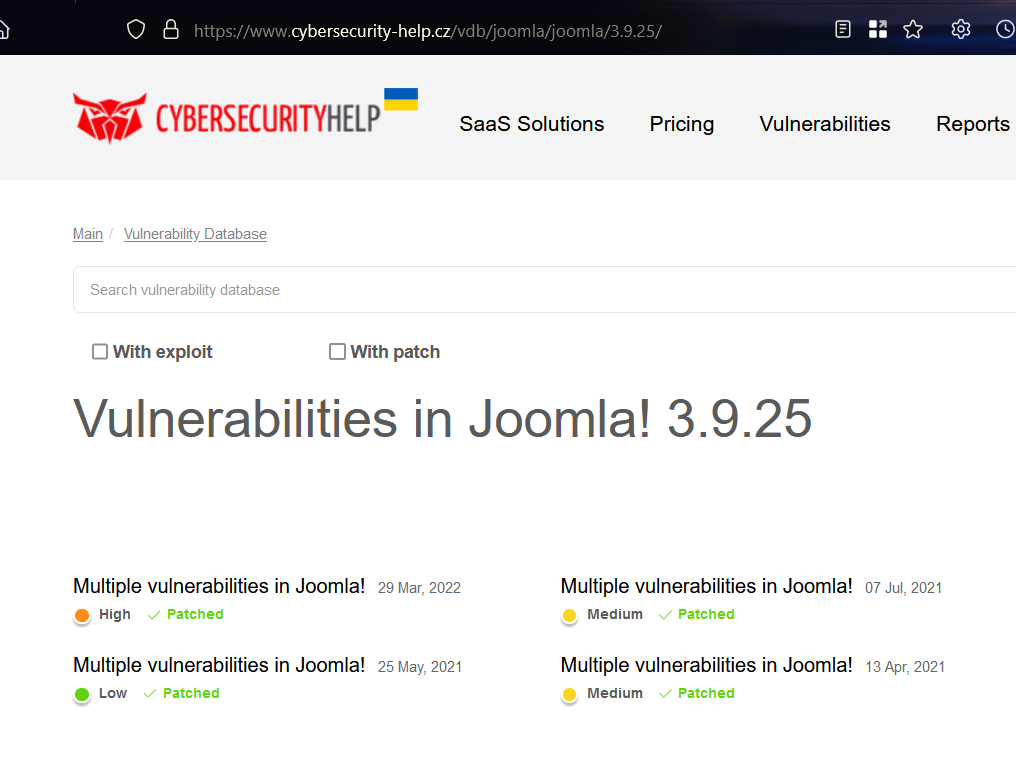 https://www.cybersecurity-help.cz/vdb/joomla/joomla/3.9.25/
CYBERSECURITYHELP
SaaS Solutions Pricing Vulnerabilities Reports
Main / Vulnerability Database
Search vulnerability database
With exploit With patch
Vulnerabilities in Joomla! 3.9.25
Multiple vulnerabilities in Joomla! 29 Mar, 2022
High Patched
Multiple vulnerabilities in Joomla! 07 Jul, 2021
Medium Patched
Multiple vulnerabilities in Joomla! 25 May, 2021
Low Patched
Multiple vulnerabilities in Joomla! 13 Apr, 2021
Medium Patched